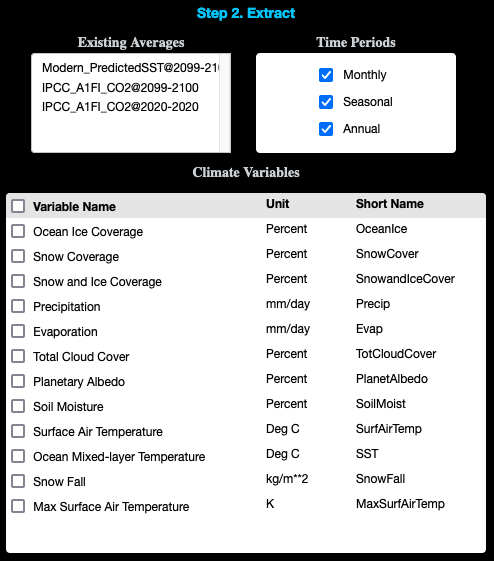 Step 2. Extract
Existing Averages
Time Periods
Modern_PredictedSST@2099-210
IPCC_A1FI_CO2@2099-2100
IPCC_A1FI_CO2@2020-2020
Monthly
Seasonal
Annual
Climate Variables
Variable Name Unit Short Name
Ocean Ice Coverage Percent OceanIce
Snow Coverage Percent SnowCover
Snow and Ice Coverage Percent SnowandIceCover
Precipitation mm/day Precip
Evaporation mm/day Evap
Total Cloud Cover Percent TotCloudCover
Planetary Albedo Percent PlanetAlbedo
Soil Moisture Percent SoilMoist
Surface Air Temperature Deg C SurfAirTemp
Ocean Mixed-layer Temperature Deg C SST
Snow Fall kg/m**2 SnowFall
Max Surface Air Temperature K MaxSurfAirTemp